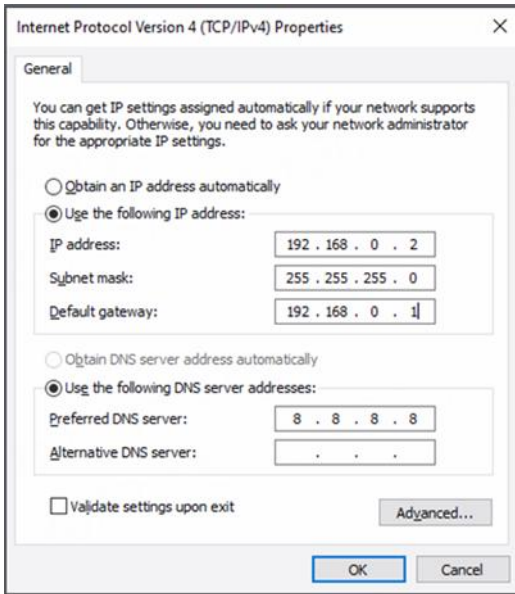 Internet Protocol Version 4 (TCP/IPv4) Properties
General
You can get IP settings assigned automatically if your network supports
this capability. Otherwise, you need to ask your network administrator
for the appropriate IP settings.
Obtain an IP address automatically
Use the following IP address:
IP address: 192 . 168 . 0 . 2
Subnet mask: 255 . 255 . 255 . 0
Default gateway: 192 . 168 . 0 . 1
Obtain DNS server address automatically
Use the following DNS server addresses:
Preferred DNS server: 8 . 8 . 8 . 8
Alternative DNS server: . . .
Validate settings upon exit
Advanced...
OK Cancel